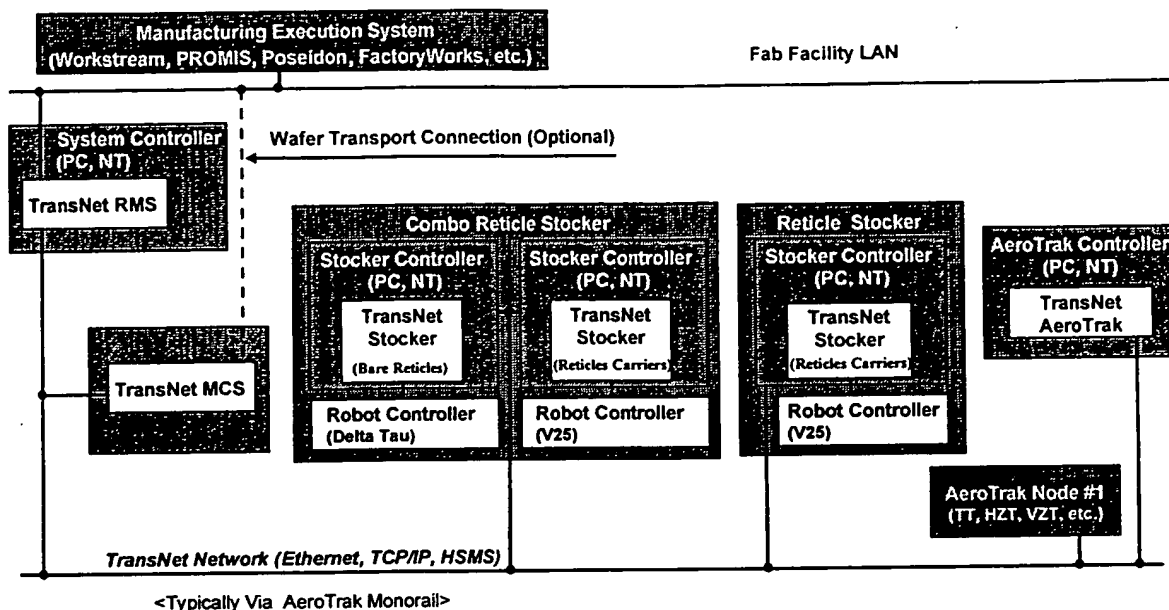 Manufacturing Execution System
(Workstream, PROMIS, Poseidon, FactoryWorks, etc.)
Fab Facility LAN
System Controller
(PC, NT)
TransNet RMS
Wafer Transport Connection (Optional)
TransNet MCS
Combo Reticle Stocker
Stocker Controller
(PC, NT)
TransNet
Stocker
(Bare Reticles)
Robot Controller
(Delta Tau)
Stocker Controller
(PC, NT)
TransNet
Stocker
(Reticles Carriers)
Robot Controller
(V25)
Reticle Stocker
Stocker Controller
(PC, NT)
TransNet
Stocker
(Reticles Carriers)
Robot Controller
(V25)
AeroTrak Controller
(PC, NT)
TransNet
AeroTrak
AeroTrak Node #1
(TT, HZT, VZT, etc.)
TransNet Network (Ethernet, TCP/IP, HSMS)
<Typically Via AeroTrak Monorail>